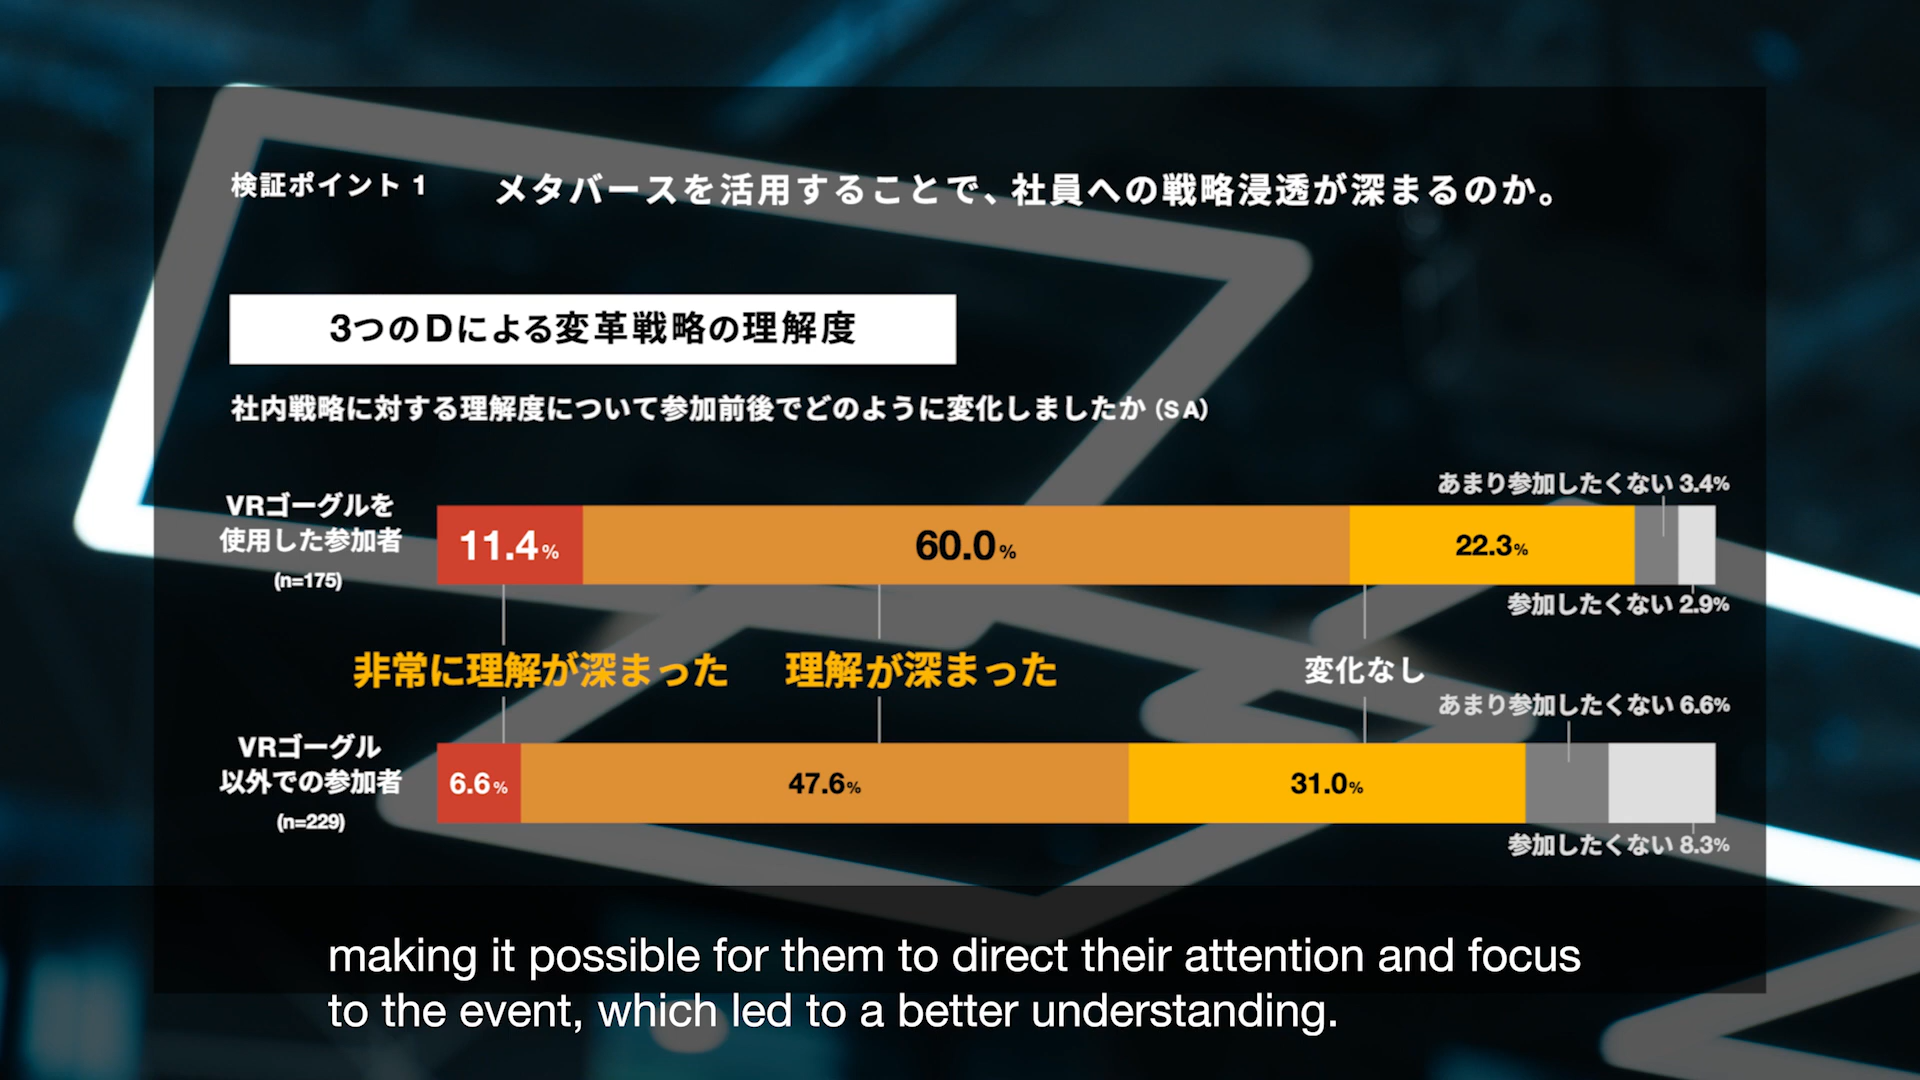 検証ポイント 1
メタバースを活用することで、社員への戦略浸透が深まるのか。
3つのDによる変革戦略の理解度
社内戦略に対する理解度について参加前後でどのように変化しましたか (SA)
あまり参加したくない 3.4%
VRゴーグルを
使用した参加者
(n=175)
11.4%
60.0%
22.3%
参加したくない 2.9%
非常に理解が深まった
理解が深まった
変化なし
あまり参加したくない 6.6%
VRゴーグル
以外での参加者
(n=229)
6.6%
47.6%
31.0%
参加したくない 8.3%
making it possible for them to direct their attention and focus
to the event, which led to a better understanding.